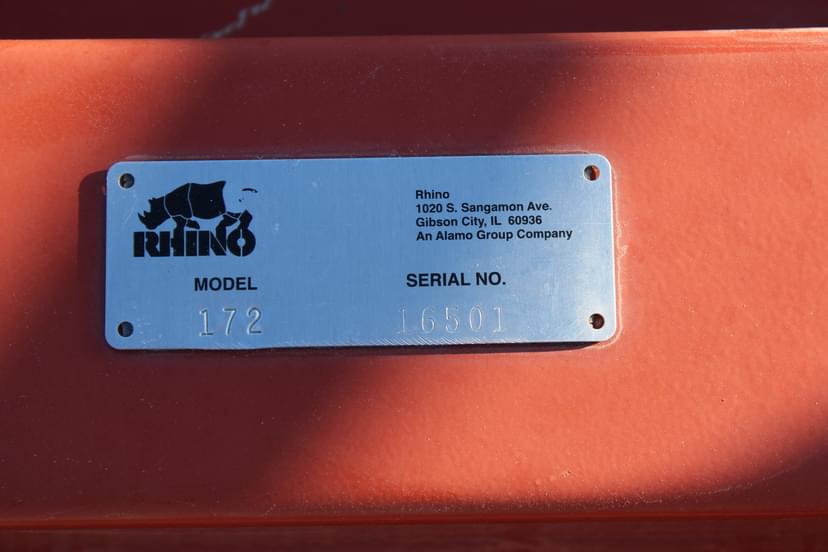 RHINO
Rhino
1020 S. Sangamon Ave.
Gibson City, IL 60936
An Alamo Group Company
MODEL
SERIAL NO.
172
16501